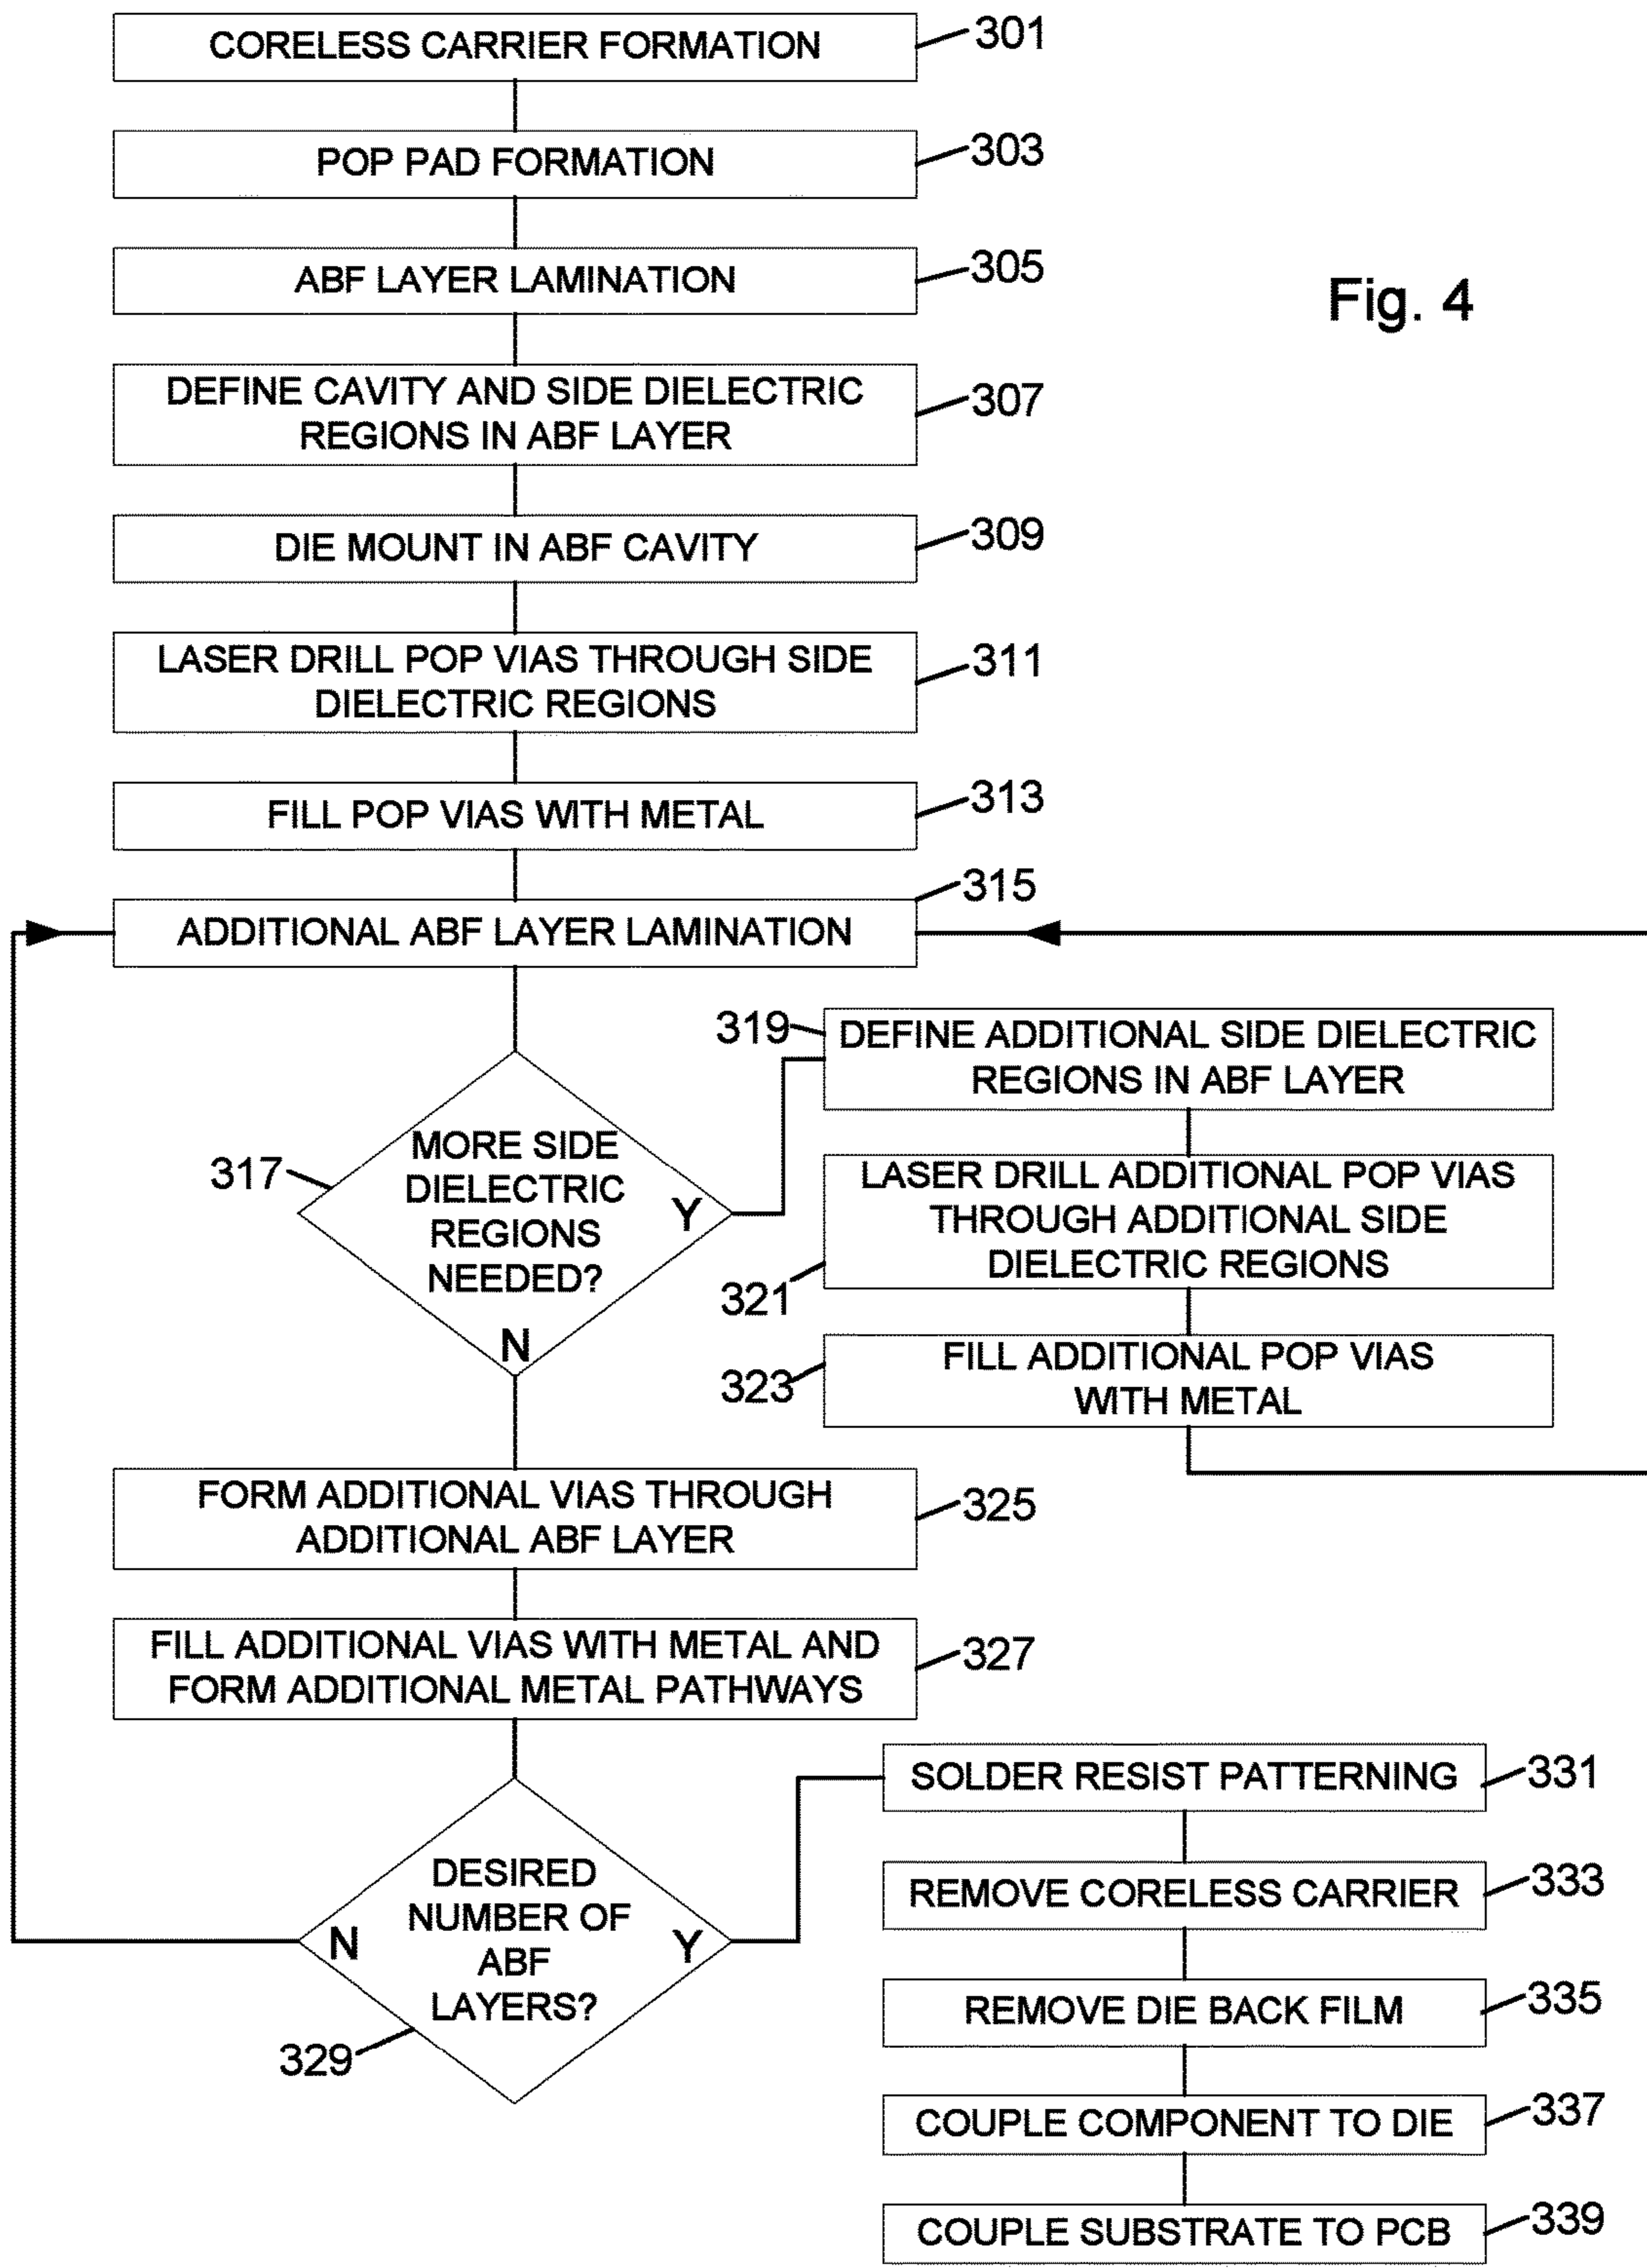 CORELESS CARRIER FORMATION
301
POP PAD FORMATION
303
ABF LAYER LAMINATION
305
Fig. 4
DEFINE CAVITY AND SIDE DIELECTRIC
REGIONS IN ABF LAYER
307
DIE MOUNT IN ABF CAVITY
309
LASER DRILL POP VIAS THROUGH SIDE
DIELECTRIC REGIONS
311
FILL POP VIAS WITH METAL
313
ADDITIONAL ABF LAYER LAMINATION
315
317
MORE SIDE
DIELECTRIC
REGIONS
NEEDED?
Y
N
319
DEFINE ADDITIONAL SIDE DIELECTRIC
REGIONS IN ABF LAYER
LASER DRILL ADDITIONAL POP VIAS
THROUGH ADDITIONAL SIDE
DIELECTRIC REGIONS
321
FILL ADDITIONAL POP VIAS
WITH METAL
323
FORM ADDITIONAL VIAS THROUGH
ADDITIONAL ABF LAYER
325
FILL ADDITIONAL VIAS WITH METAL AND
FORM ADDITIONAL METAL PATHWAYS
327
DESIRED
NUMBER OF
ABF
LAYERS?
N
Y
329
SOLDER RESIST PATTERNING
331
REMOVE CORELESS CARRIER
333
REMOVE DIE BACK FILM
335
COUPLE COMPONENT TO DIE
337
COUPLE SUBSTRATE TO PCB
339